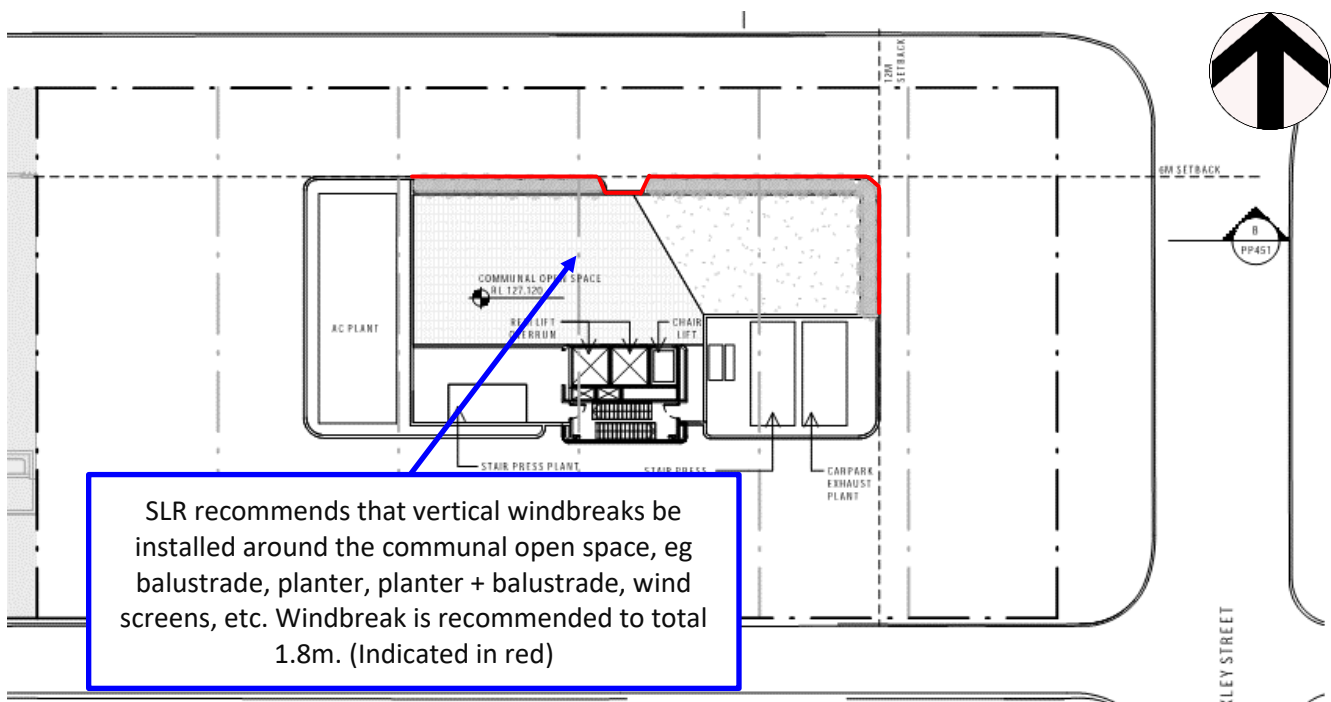 12M
SETBACK
6M SETBACK
B
PP451
COMMUNAL OPEN SPACE
RL 127.120
AC PLANT
LIFT
OVERRUN
CHAIR
LIFT
STAIR PRESS PLANT
STAIR PRESS
CARPARK
EXHAUST
PLANT
SLR recommends that vertical windbreaks be
installed around the communal open space, eg
balustrade, planter, planter + balustrade, wind
screens, etc. Windbreak is recommended to total
1.8m. (Indicated in red)
STREET